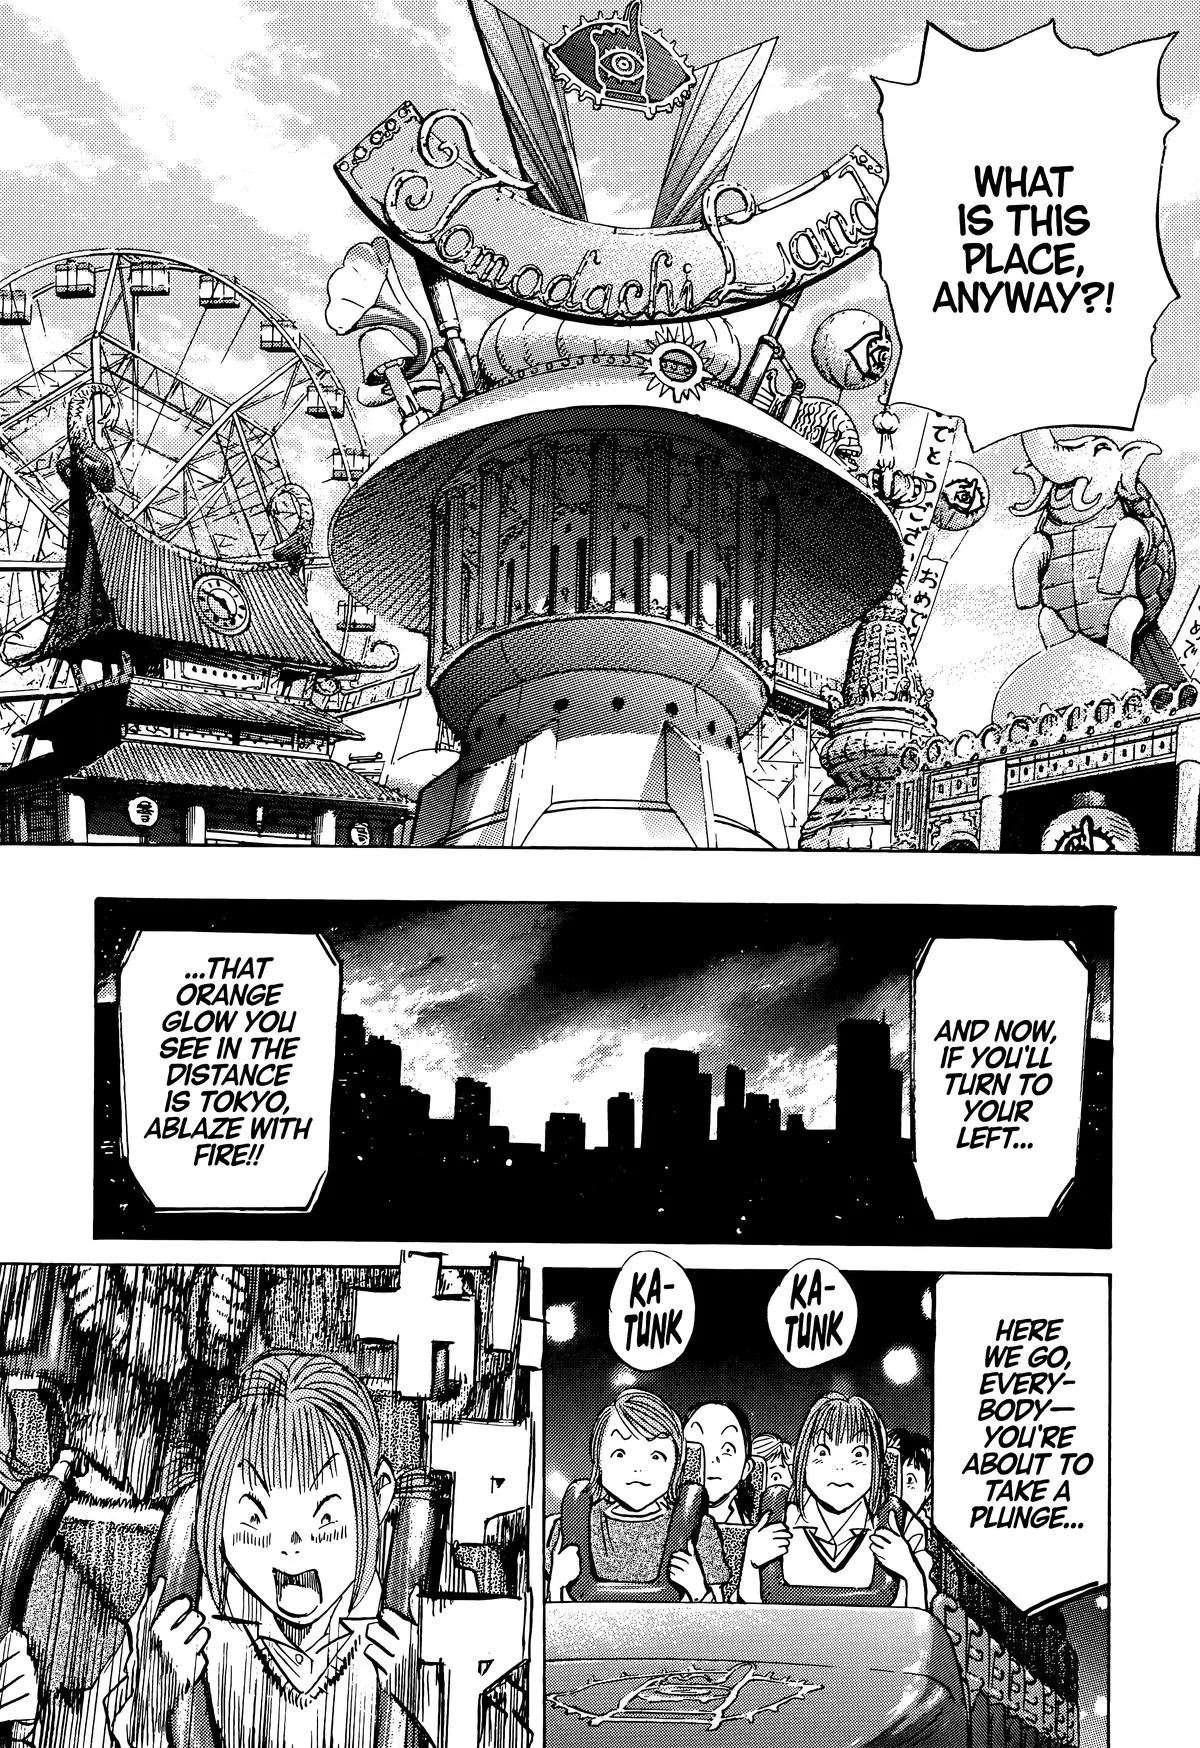 Tomodachi Land
WHAT
IS THIS
PLACE,
ANYWAY?!
AND NOW,
IF YOU'LL
TURN TO
YOUR
LEFT...
...THAT
ORANGE
GLOW YOU
SEE IN THE
DISTANCE
IS TOKYO,
ABLAZE WITH
FIRE!!
HERE
WE GO,
EVERY-
BODY—
YOU'RE
ABOUT TO
TAKE A
PLUNGE...
KA-
TUNK
KA-
TUNK